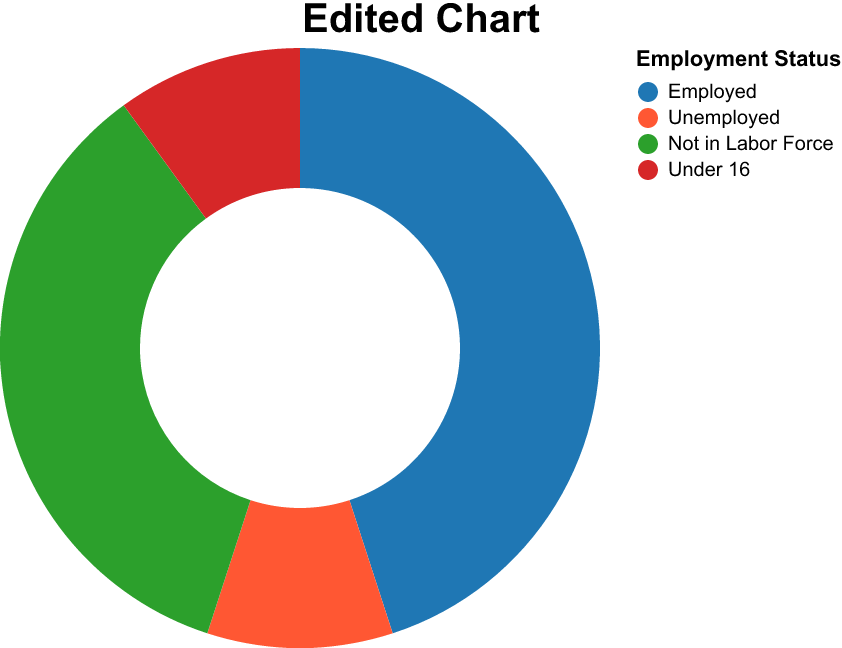 Edited Chart
Employment Status
Employed
Unemployed
Not in Labor Force
Under 16